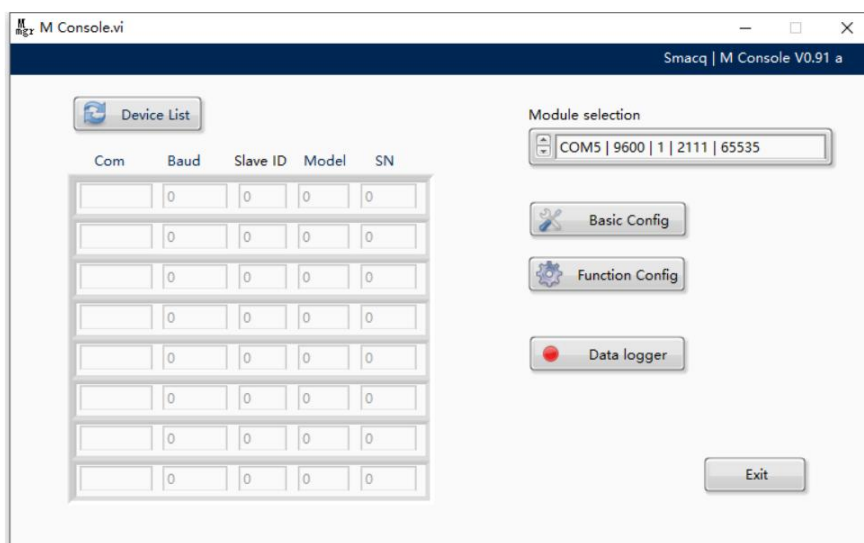 M mgr M Console.vi
Smacq | M Console V0.91 a
Device List
Module selection
COM5 | 9600 | 1 | 2111 | 65535
Com Baud Slave ID Model SN
0 0 0 0
0 0 0 0
Basic Config
0 0 0 0
Function Config
0 0 0 0
0 0 0 0
Data logger
0 0 0 0
0 0 0 0
0 0 0 0
Exit